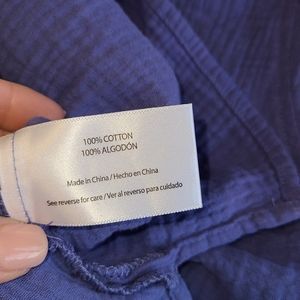 100% COTTON
100% ALGODÓN
Made in China / Hecho en China
See reverse for care / Ver al reverso para cuidado